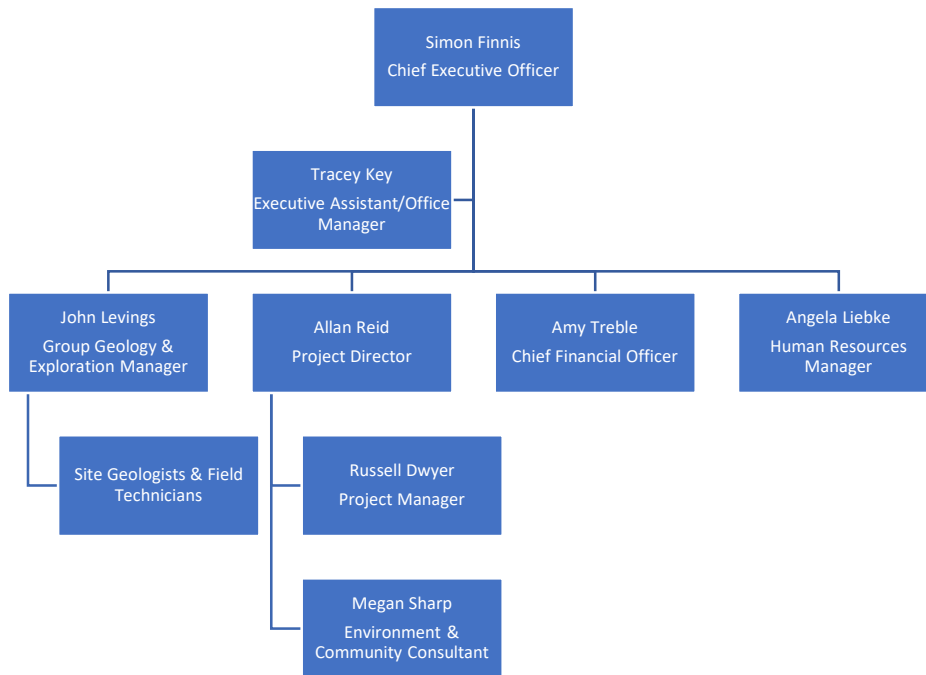 Simon Finnis
Chief Executive Officer
Tracey Key
Executive Assistant/Office
Manager
John Levings
Group Geology &
Exploration Manager
Allan Reid
Project Director
Amy Treble
Chief Financial Officer
Angela Liebke
Human Resources
Manager
Site Geologists & Field
Technicians
Russell Dwyer
Project Manager
Megan Sharp
Environment &
Community Consultant